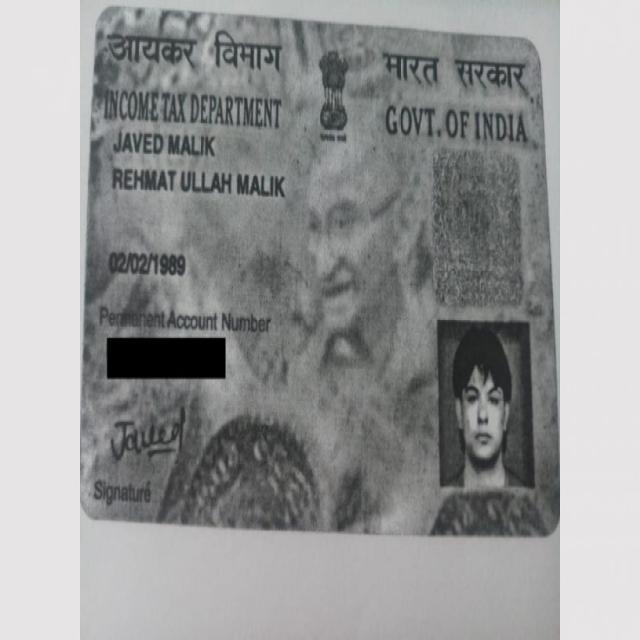 आयकर विभाग
भारत सरकार
INCOME TAX DEPARTMENT
GOVT. OF INDIA
JAVED MALIK
REHMAT ULLAH MALIK
02/02/1989
Permanent Account Number
Javed
Signature